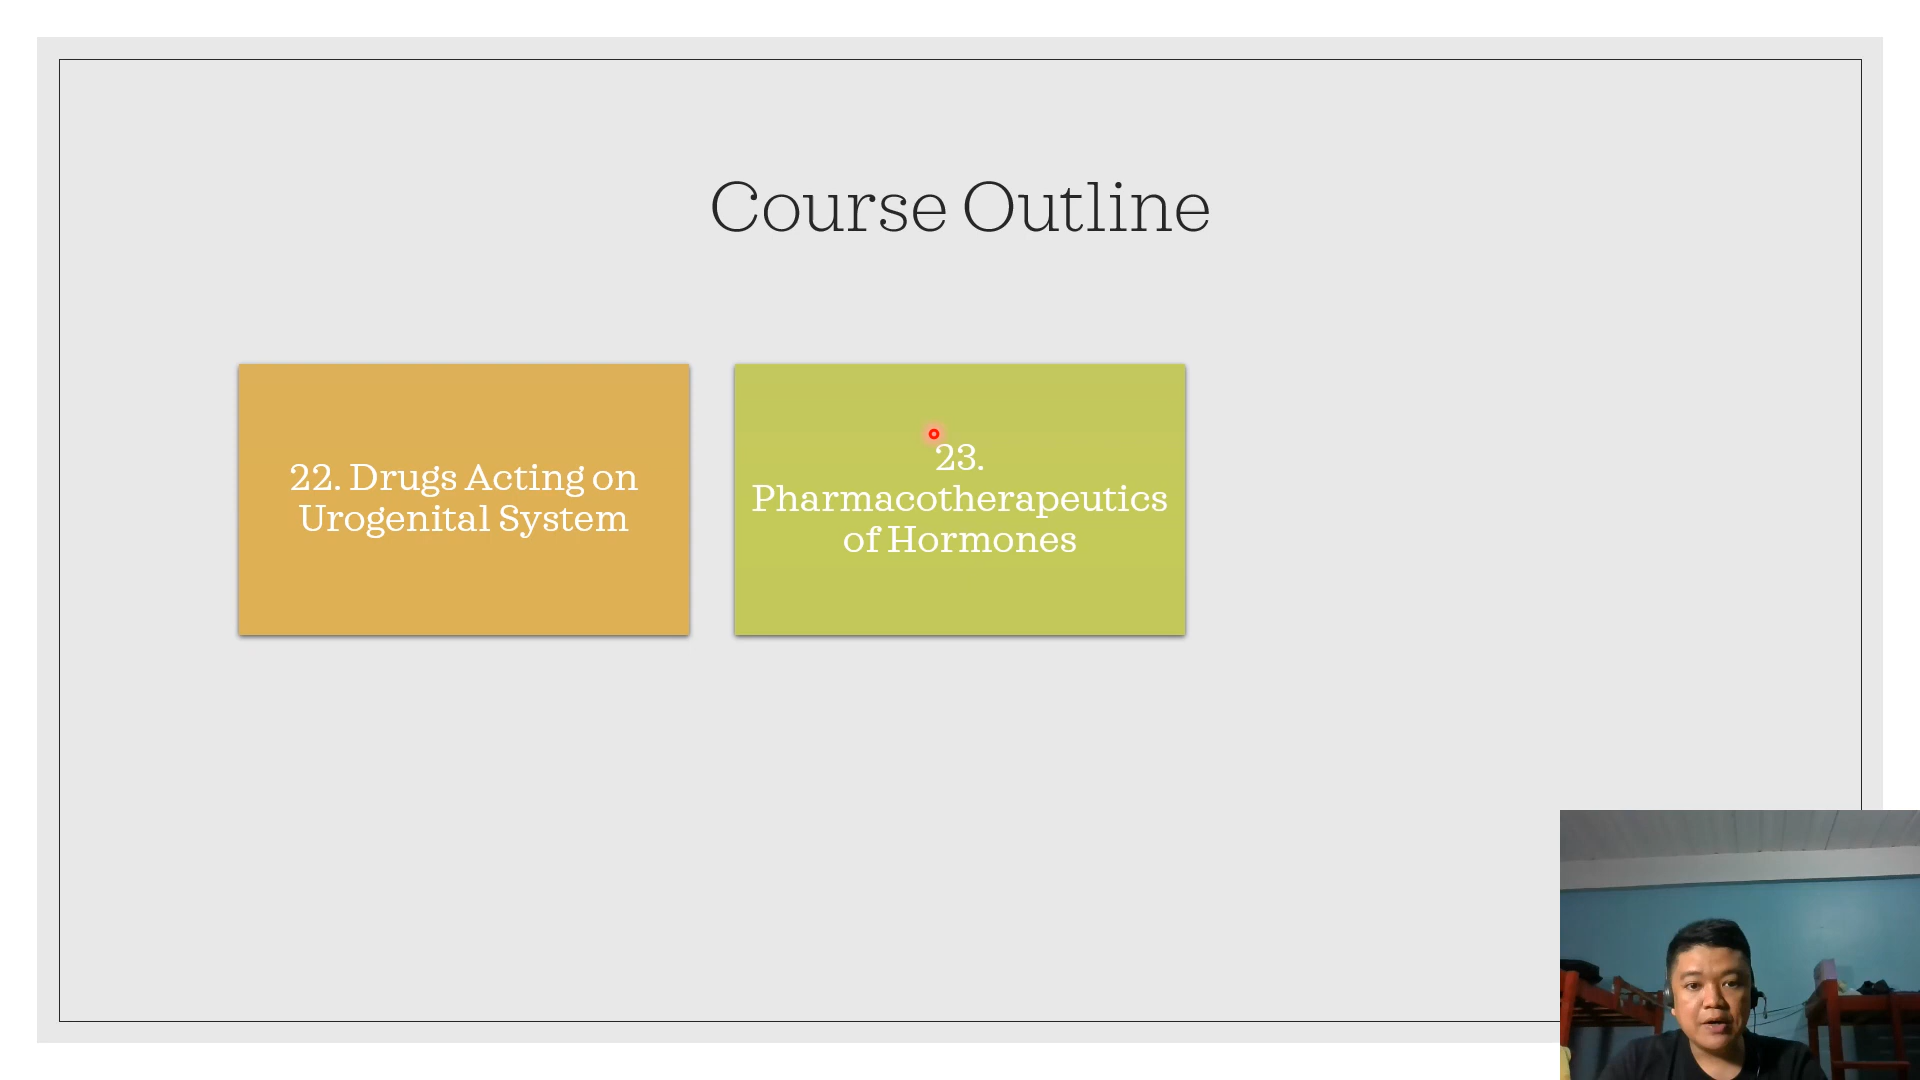 Course Outline
22. Drugs Acting on
Urogenital System
23.
Pharmacotherapeutics
of Hormones